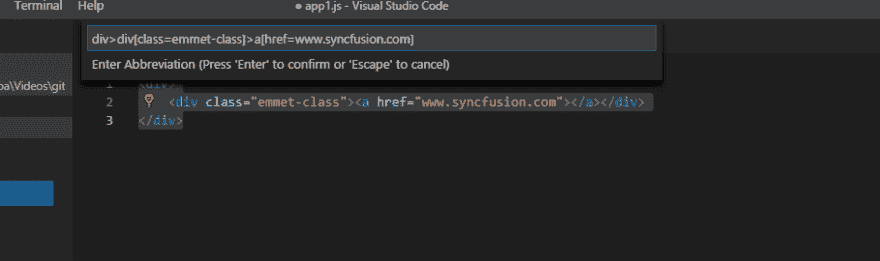 Terminal Help ● app1.js - Visual Studio Code
div>div[class=emmet-class]>a[href=www.syncfusion.com]
Enter Abbreviation (Press 'Enter' to confirm or 'Escape' to cancel)
pa\Videos\git
1 <div>
2 <div class="emmet-class"><a href="www.syncfusion.com"></a></div>
3 </div>